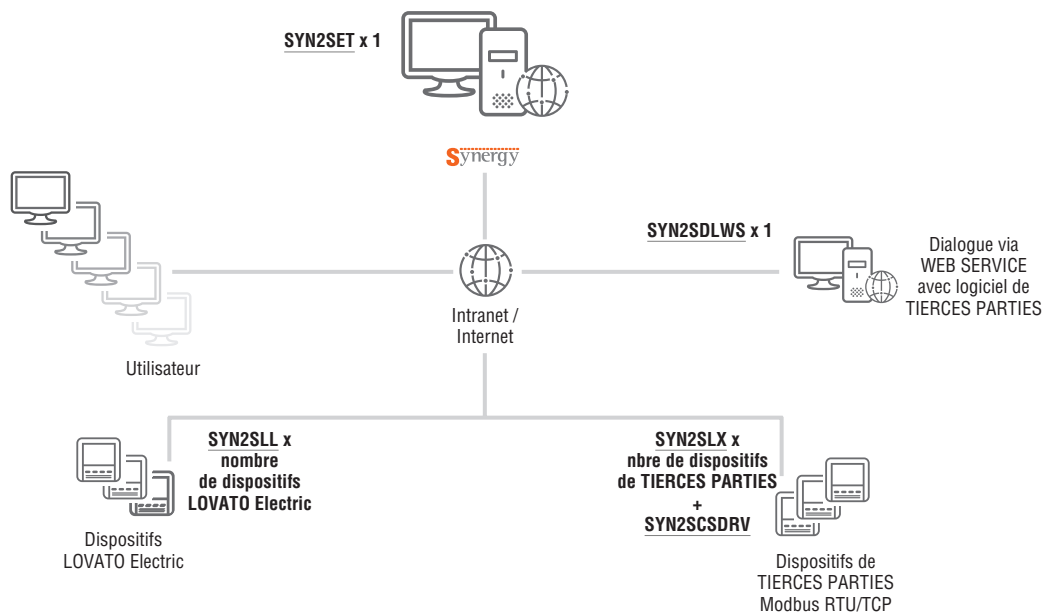 SYN2SET x 1
Synergy
SYN2SDLWS x 1
Dialogue via
WEB SERVICE
avec logiciel de
TIERCES PARTIES
Intranet /
Internet
Utilisateur
SYN2SLL x
nombre
de dispositifs
LOVATO Electric
SYN2SLX x
nbre de dispositifs
de TIERCES PARTIES
+
SYN2SCSDRV
Dispositifs
LOVATO Electric
Dispositifs de
TIERCES PARTIES
Modbus RTU/TCP